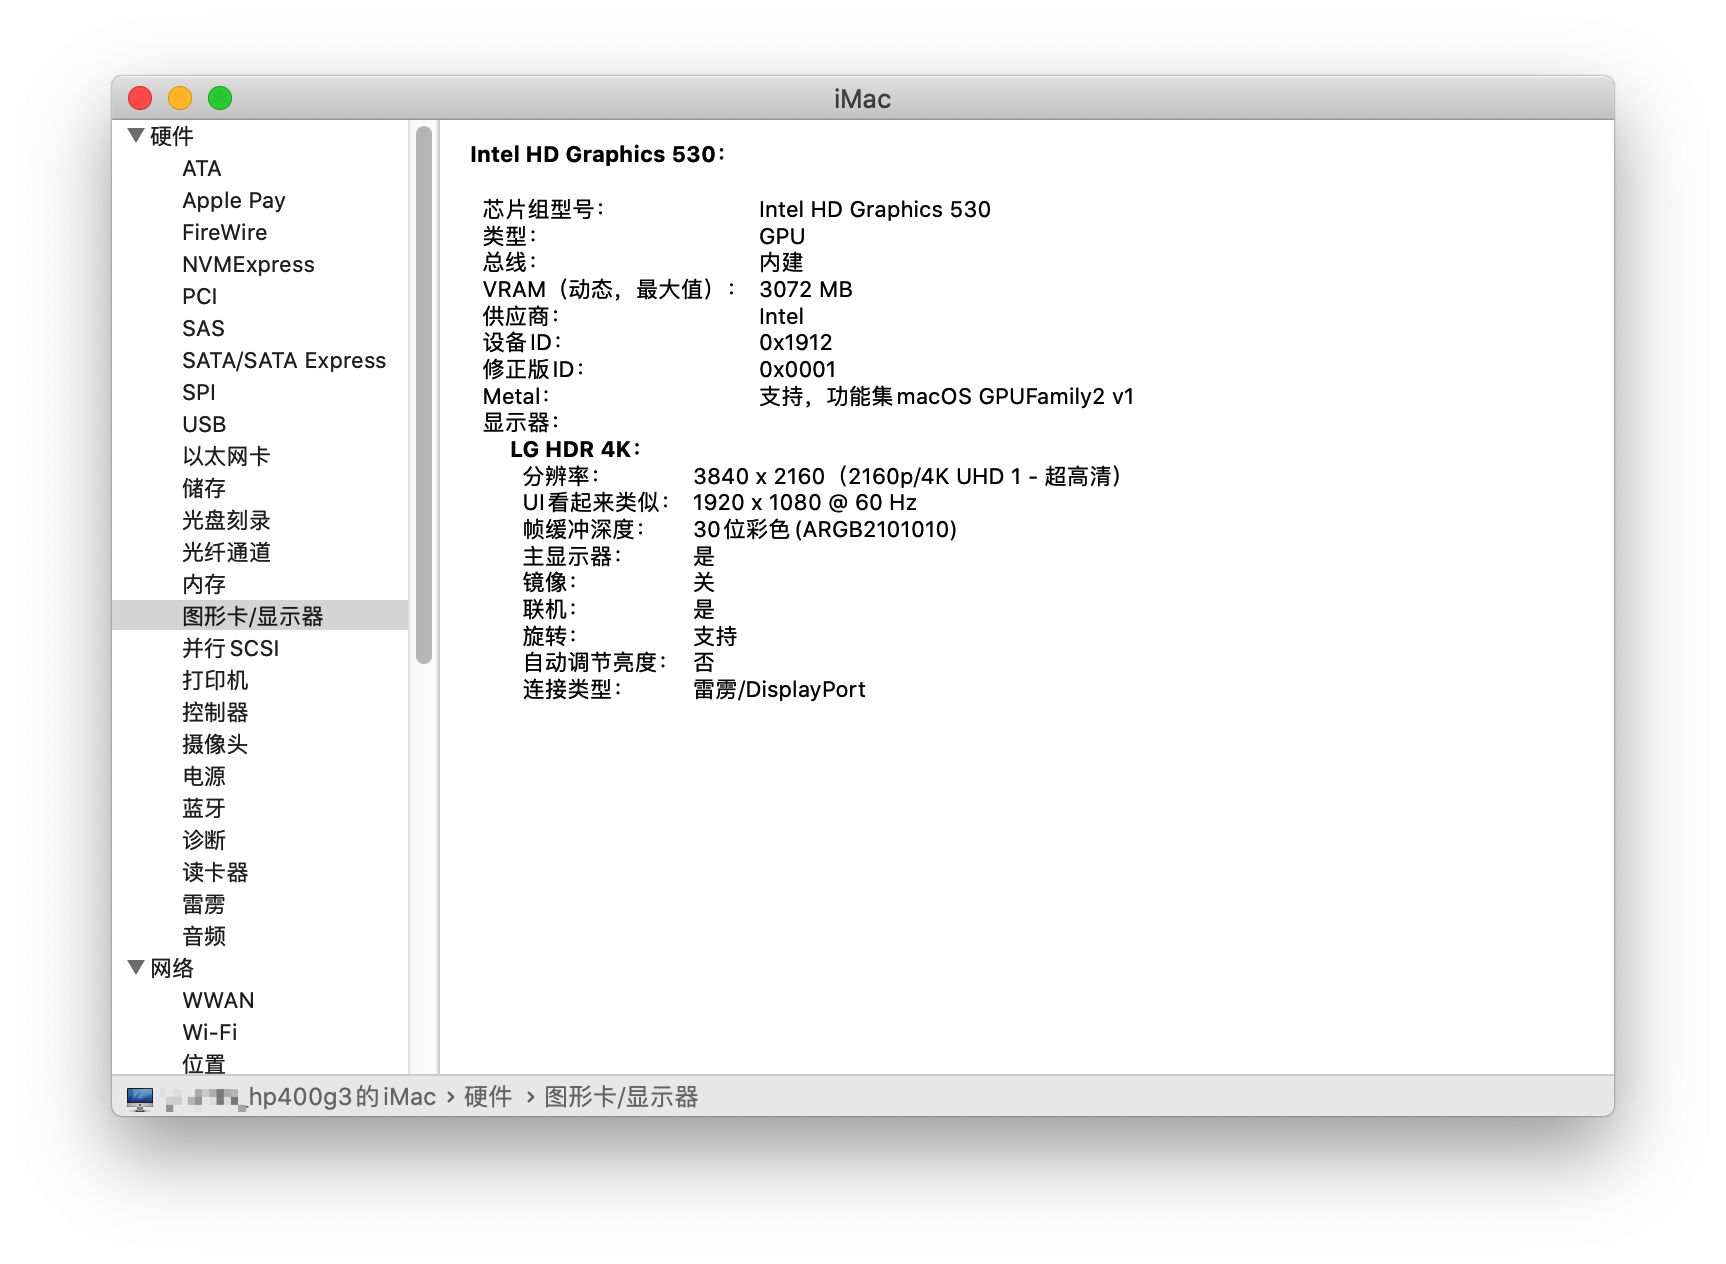 iMac
硬件
ATA
Apple Pay
FireWire
NVMExpress
PCI
SAS
SATA/SATA Express
SPI
USB
以太网卡
储存
光盘刻录
光纤通道
内存
图形卡/显示器
并行SCSI
打印机
控制器
摄像头
电源
蓝牙
诊断
读卡器
雷雳
音频
网络
WWAN
Wi-Fi
位置
Intel HD Graphics 530：
芯片组型号： Intel HD Graphics 530
类型： GPU
总线： 内建
VRAM（动态，最大值）： 3072 MB
供应商： Intel
设备ID： 0x1912
修正版ID： 0x0001
Metal： 支持，功能集macOS GPUFamily2 v1
显示器：
LG HDR 4K：
分辨率： 3840 x 2160（2160p/4K UHD 1 - 超高清）
UI看起来类似： 1920 x 1080 @ 60 Hz
帧缓冲深度： 30位彩色 (ARGB2101010)
主显示器： 是
镜像： 关
联机： 是
旋转： 支持
自动调节亮度： 否
连接类型： 雷雳/DisplayPort
_hp400g3的iMac › 硬件 › 图形卡/显示器